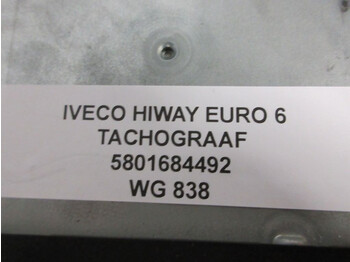 IVECO HIWAY EURO 6
TACHOGRAAF
5801684492
WG 838